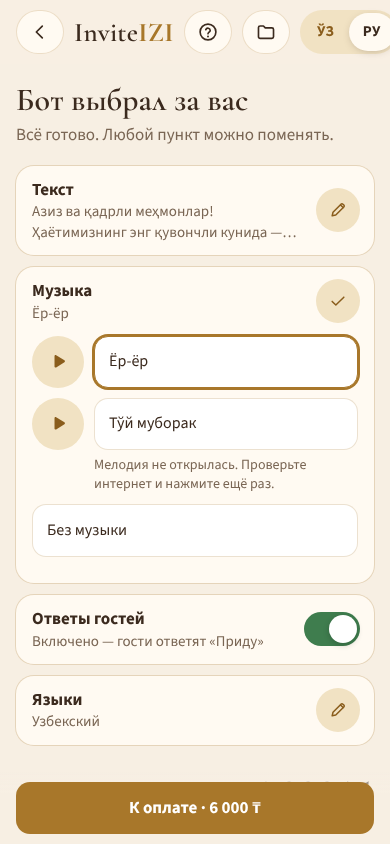 InviteIZI
ЎЗ
РУ
Бот выбрал за вас
Всё готово. Любой пункт можно поменять.
Текст
Азиз ва қадрли меҳмонлар!
Ҳаётимизнинг энг қувончли кунида —…
Музыка
Ёр-ёр
Ёр-ёр
Тўй муборак
Мелодия не открылась. Проверьте
интернет и нажмите ещё раз.
Без музыки
Ответы гостей
Включено — гости ответят «Приду»
Языки
Узбекский
К оплате · 6 000 ₸